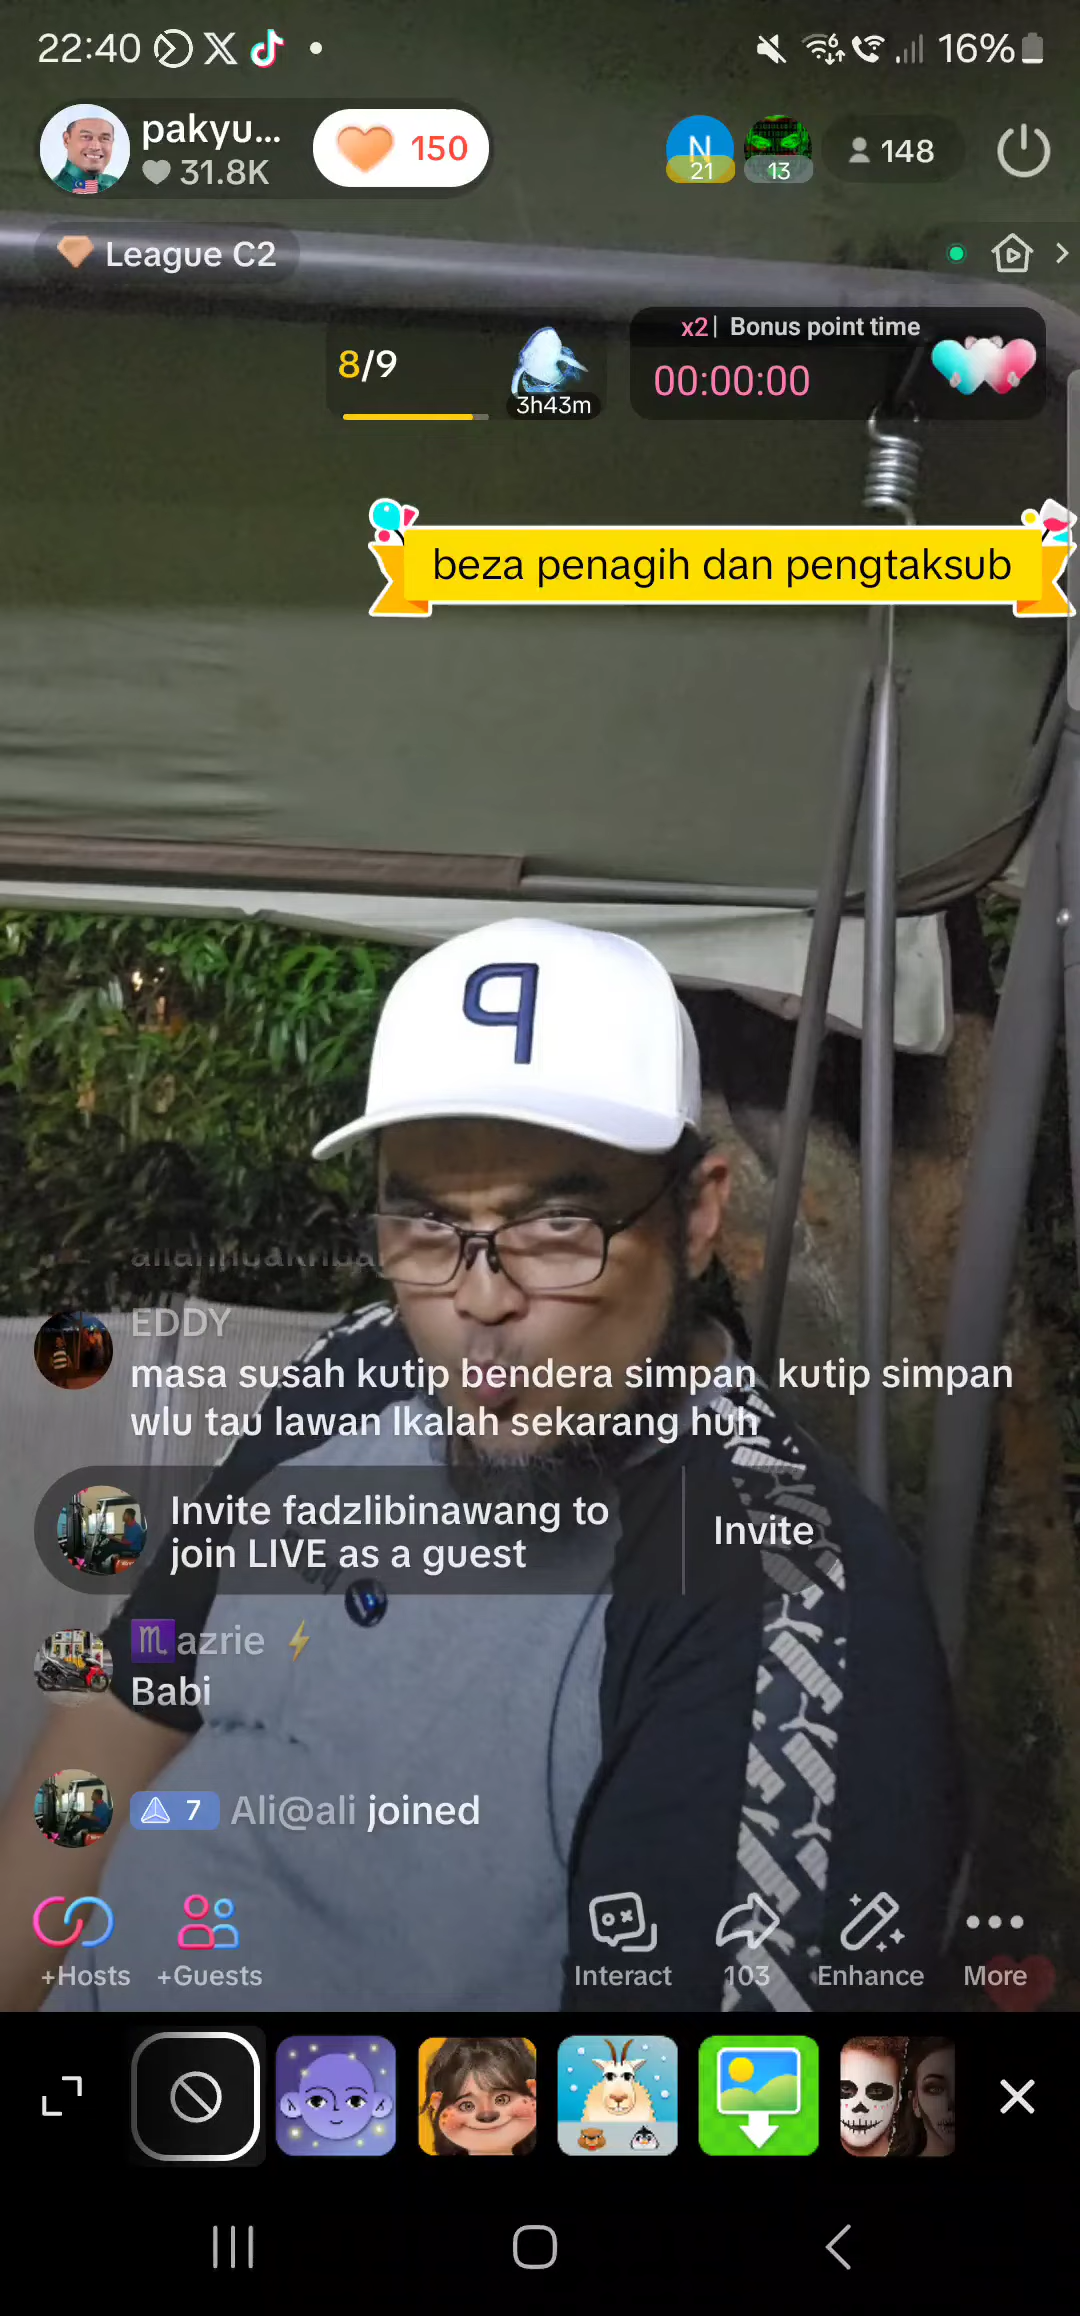 22:40
16%
pakyu...
31.8K
150
N
21
13
148
League C2
8/9
3h43m
x2| Bonus point time
00:00:00
beza penagih dan pengtaksub
EDDY
masa susah kutip bendera simpan kutip simpan
wlu tau lawan lkalah sekarang huh
Invite fadzlibinawang to
join LIVE as a guest
Invite
♏azrie ⚡
Babi
7 Ali@ali joined
+Hosts
+Guests
Interact
103
Enhance
More